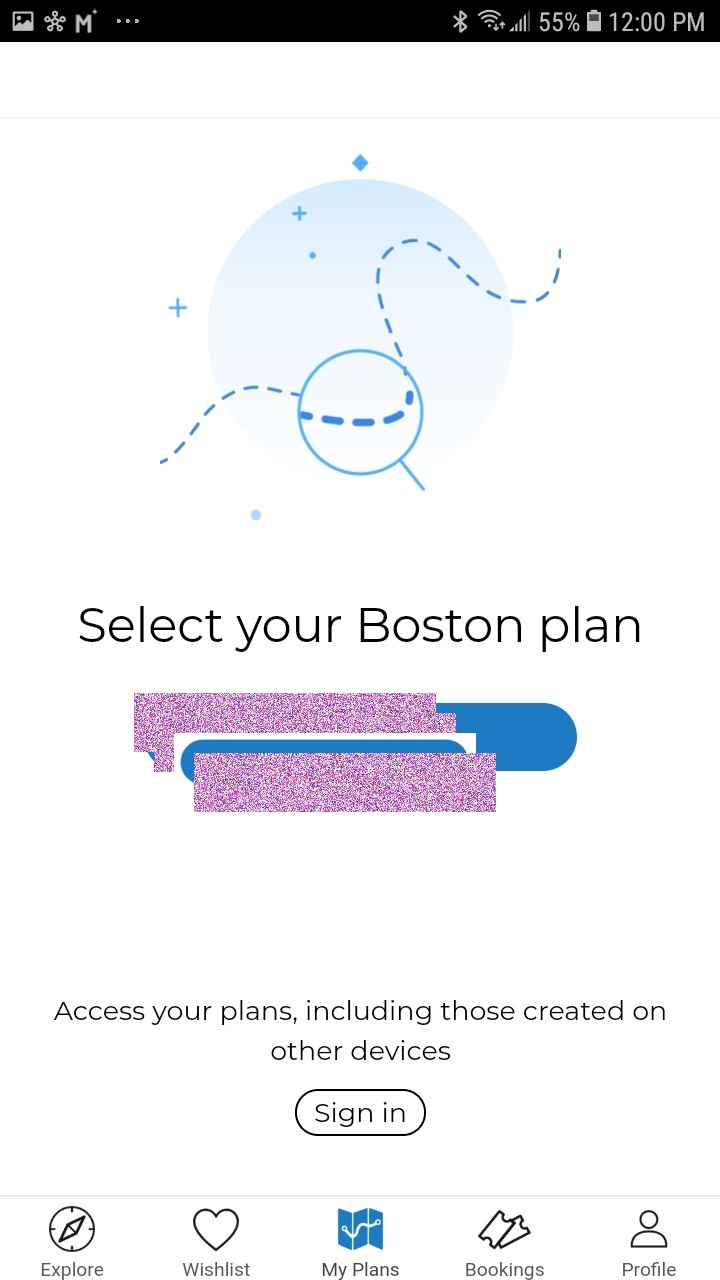 55% 12:00 PM
Select your Boston plan
Access your plans, including those created on
other devices
Sign in
Explore Wishlist My Plans Bookings Profile